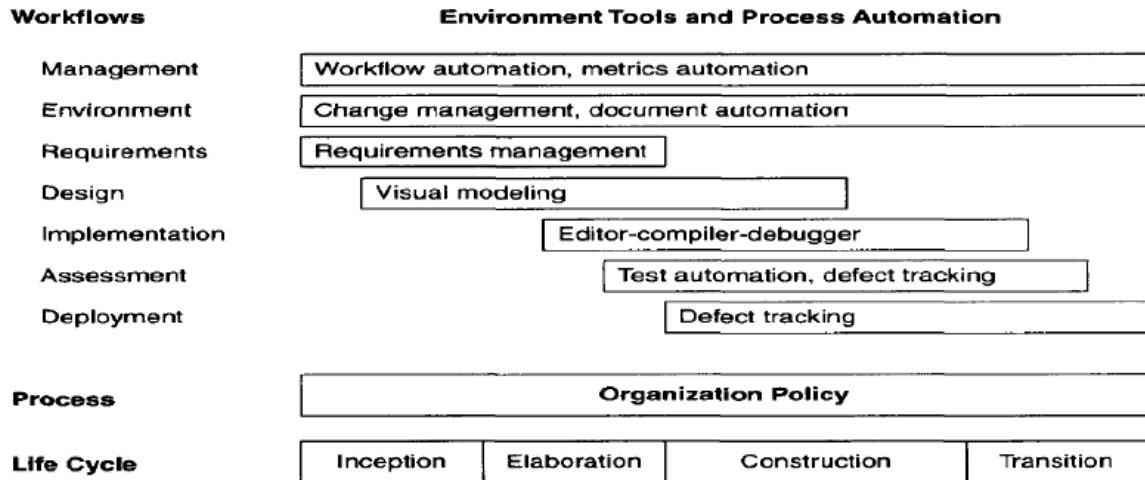 Workflows Environment Tools and Process Automation
Management Workflow automation, metrics automation
Environment Change management, document automation
Requirements Requirements management
Design Visual modeling
Implementation Editor-compiler-debugger
Assessment Test automation, defect tracking
Deployment Defect tracking
Process Organization Policy
Life Cycle Inception Elaboration Construction Transition